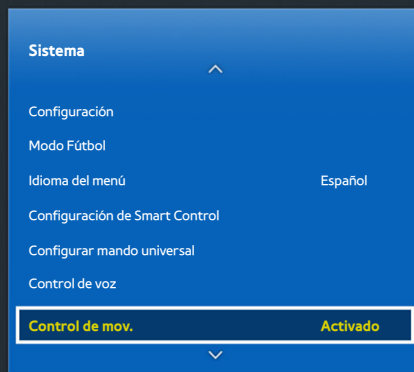 Sistema
Configuración
Modo Fútbol
Idioma del menú Español
Configuración de Smart Control
Configurar mando universal
Control de voz
Control de mov. Activado